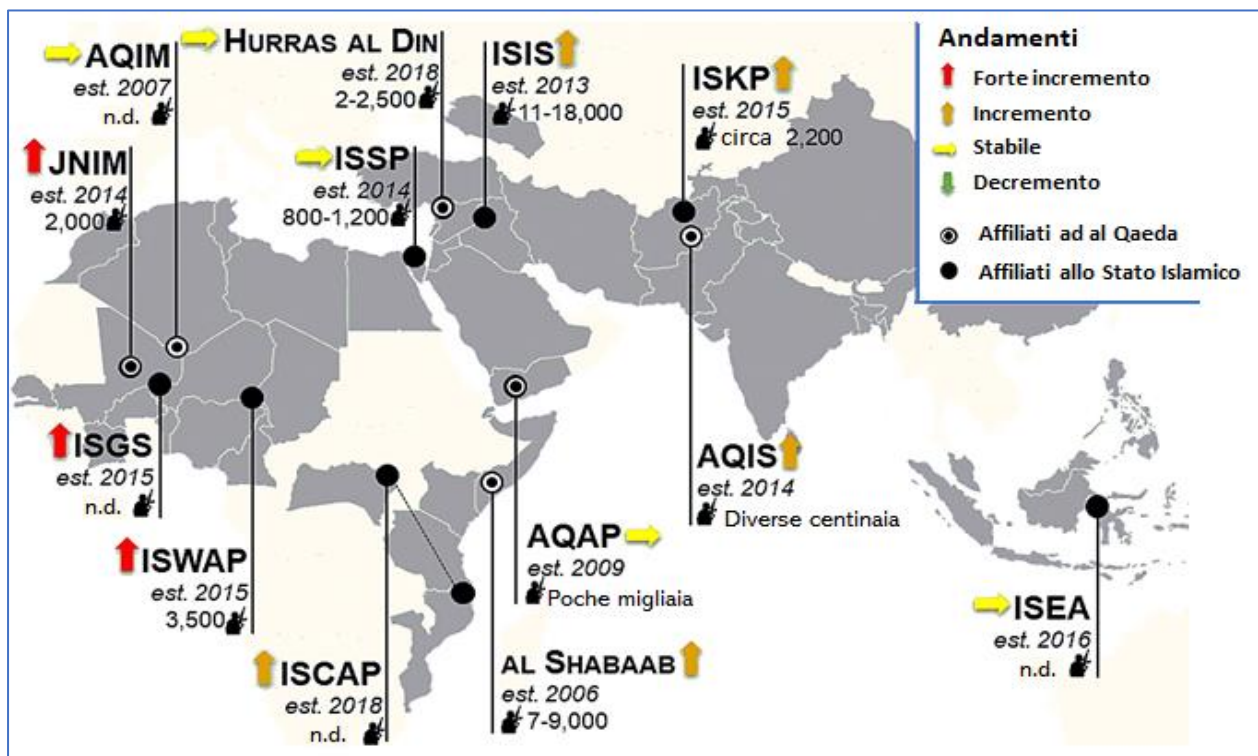 AQIM
est. 2007
n.d.
HURRAS AL DIN
est. 2018
2-2,500
ISIS
est. 2013
11-18,000
ISKP
est. 2015
circa 2,200
Andamenti
Forte incremento
Incremento
Stabile
Decremento
Affiliati ad al Qaeda
Affiliati allo Stato Islamico
JNIM
est. 2014
2,000
ISSP
est. 2014
800-1,200
ISGS
est. 2015
n.d.
ISWAP
est. 2015
3,500
ISCAP
est. 2018
n.d.
AL SHABAAB
est. 2006
7-9,000
AQAP
est. 2009
Poche migliaia
AQIS
est. 2014
Diverse centinaia
ISEA
est. 2016
n.d.